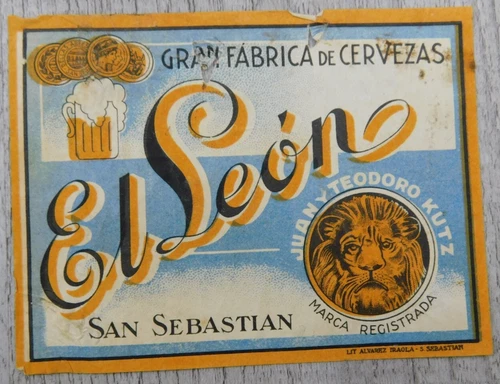 GRAN FÁBRICA DE CERVEZAS
El León
JUAN Y TEODORO KUTZ
MARCA REGISTRADA
SAN SEBASTIAN
LIT ALVAREZ IRAOLA - S. SEBASTIAN